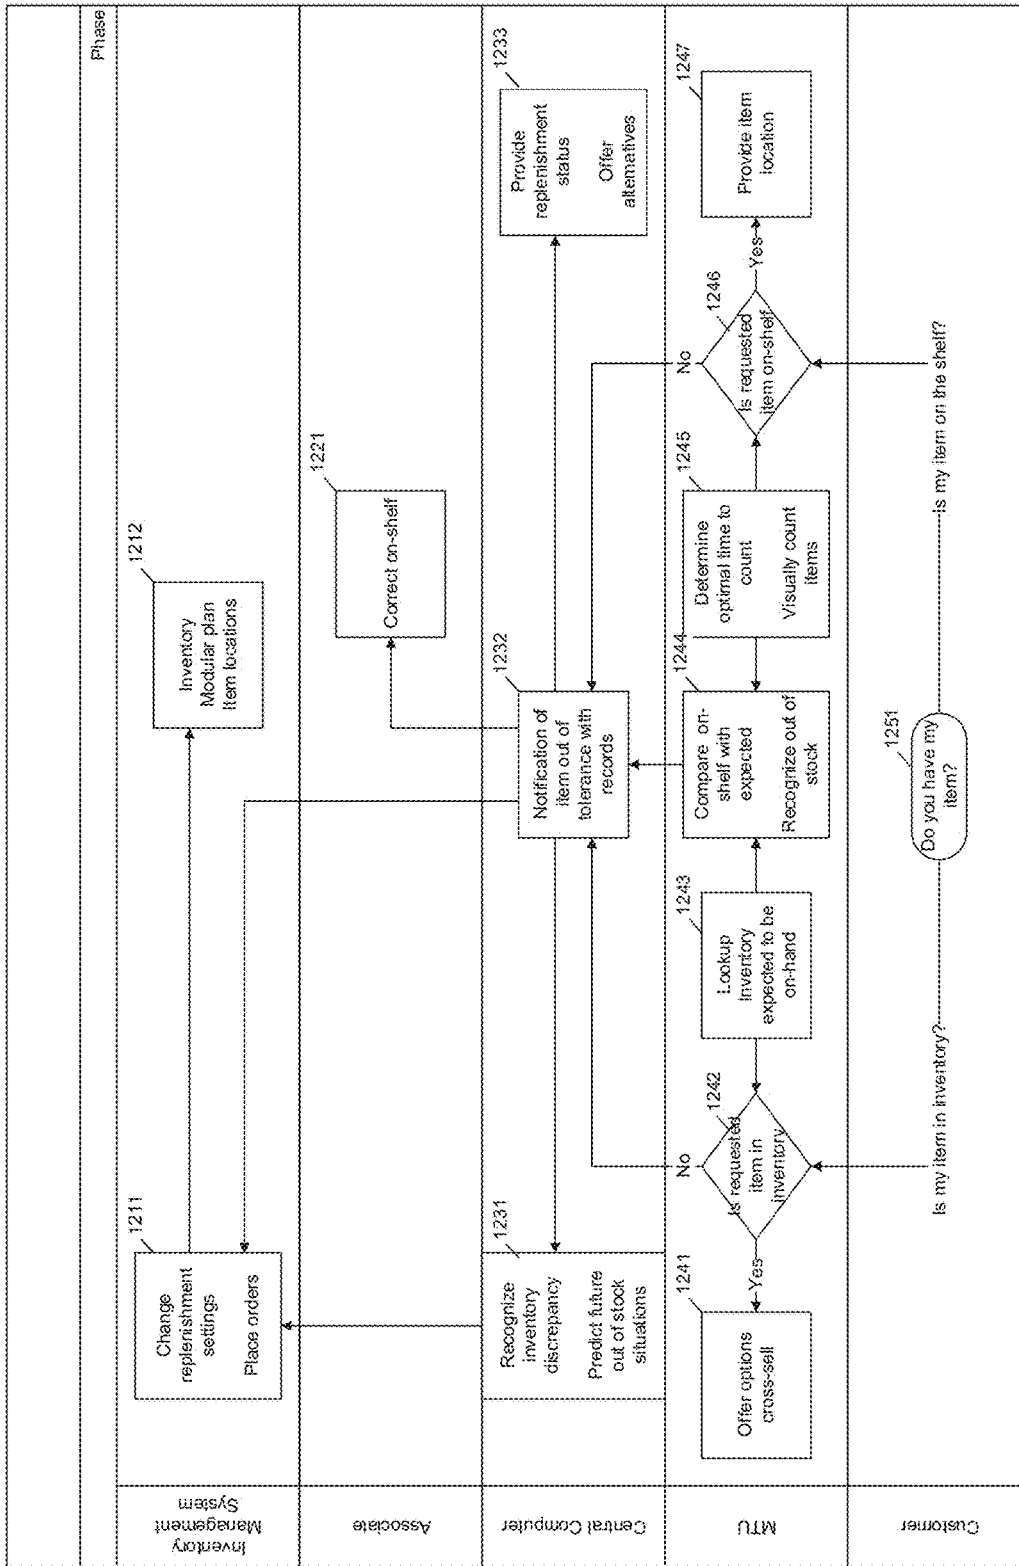 Phase
Inventory
Management
System
1211
Change
replenishment
settings
Place orders
1212
Inventory
Modular plan
Item locations
Associate
1221
Correct on-shelf
Central Computer
1231
Recognize
inventory
discrepancy
Predict future
out of stock
situations
1232
Notification of
item out of
tolerance with
records
1233
Provide
replenishment
status
Offer
alternatives
MTU
1241
Offer options
cross-sell
Yes
1242
Is requested
item in
inventory
No
1243
Lookup
Inventory
expected to be
on-hand
1244
Compare on-
shelf with
expected
Recognize out of
stock
1245
Determine
optimal time to
count
Visually count
items
1246
Is requested
item on-shelf
No
Yes
1247
Provide item
location
Customer
Is my item in inventory?
1251
Do you have my
item?
Is my item on the shelf?